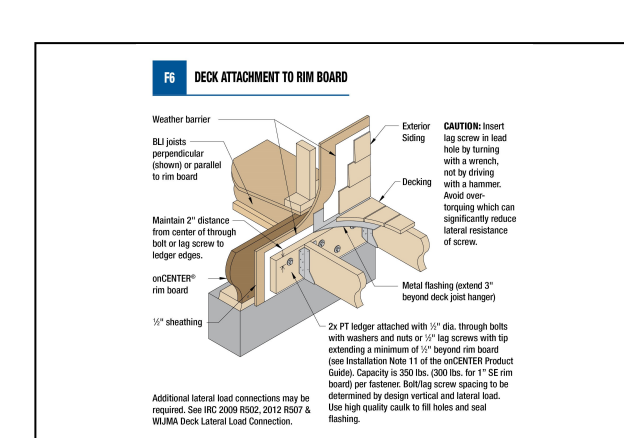 F6 DECK ATTACHMENT TO RIM BOARD
Weather barrier
BLI joists
perpendicular
(shown) or parallel
to rim board
Maintain 2" distance
from center of through
bolt or lag screw to
ledger edges.
onCENTER®
rim board
½" sheathing
Exterior
Siding
Decking
CAUTION: Insert
lag screw in lead
hole by turning
with a wrench,
not by driving
with a hammer.
Avoid over-
torquing which can
significantly reduce
lateral resistance
of screw.
Metal flashing (extend 3"
beyond deck joist hanger)
2x PT ledger attached with ½" dia. through bolts
with washers and nuts or ½" lag screws with tip
extending a minimum of ½" beyond rim board
(see Installation Note 11 of the onCENTER Product
Guide). Capacity is 350 lbs. (300 lbs. for 1" SE rim
board) per fastener. Bolt/lag screw spacing to be
determined by design vertical and lateral load.
Use high quality caulk to fill holes and seal
flashing.
Additional lateral load connections may be
required. See IRC 2009 R502, 2012 R507 &
WIJMA Deck Lateral Load Connection.